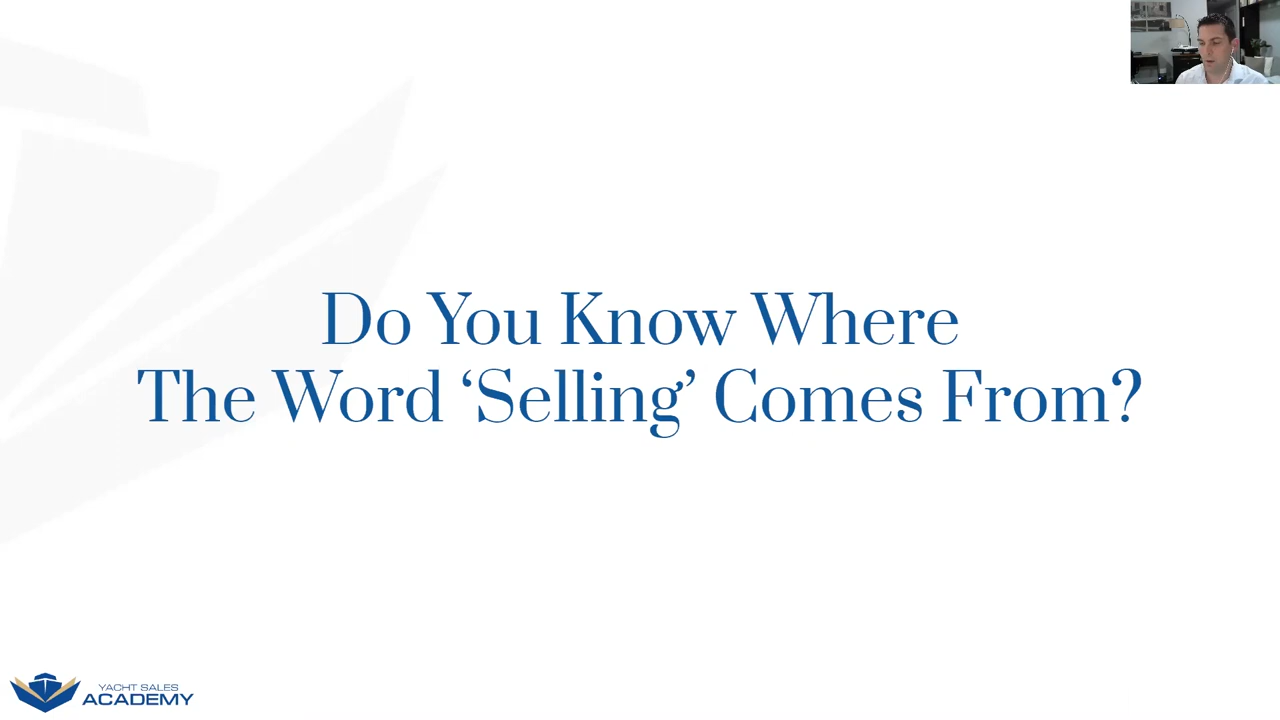 Do You Know Where
The Word ‘Selling’ Comes From?
YACHT SALES
ACADEMY